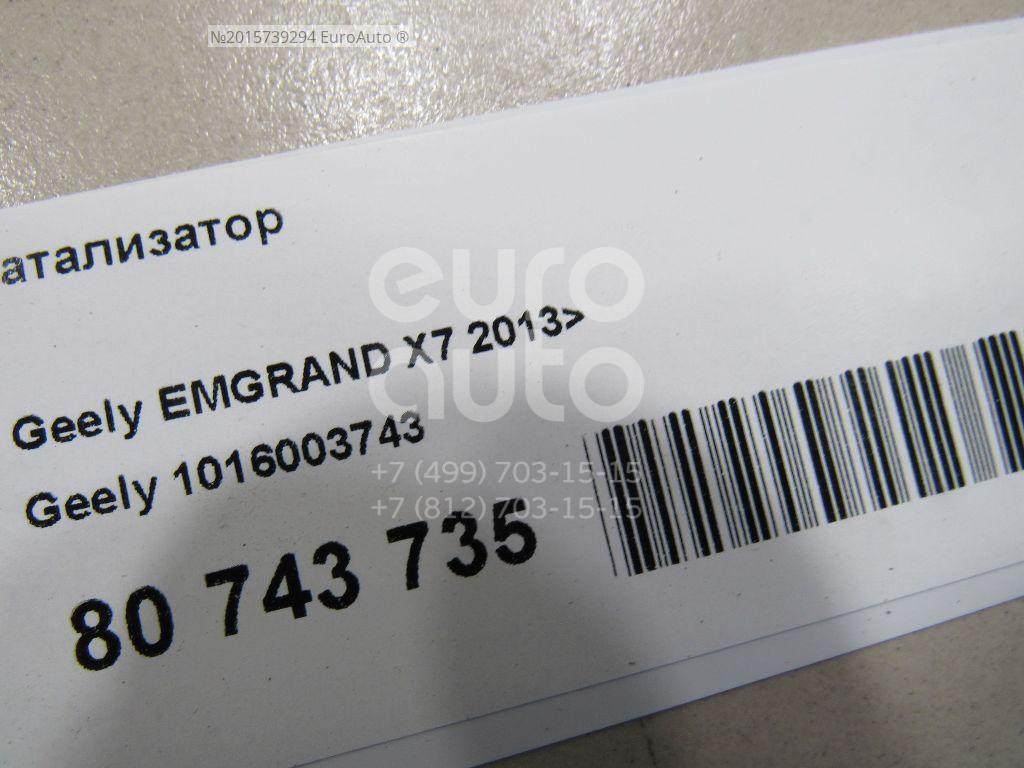 №2015739294 EuroAuto ®
атализатор
euro
auto
Geely EMGRAND X7 2013>
Geely 1016003743
+7 (499) 703-15-15
+7 (812) 703-15-15
80 743 735